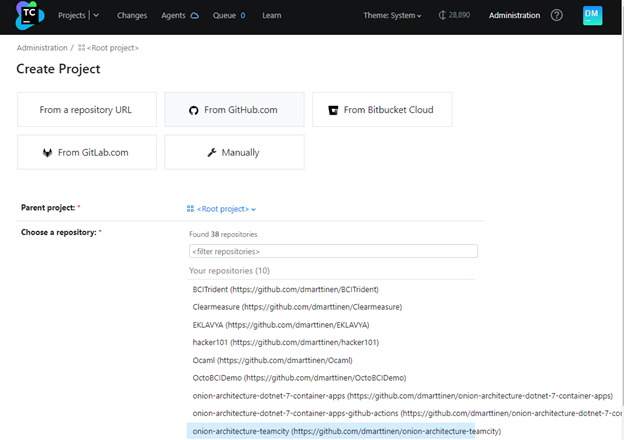 TC Projects Changes Agents Queue 0 Learn Theme: System 28,890 Administration ? DM
Administration / <Root project>
Create Project
From a repository URL From GitHub.com From Bitbucket Cloud
From GitLab.com Manually
Parent project: * <Root project>
Choose a repository: * Found 38 repositories
<filter repositories>
Your repositories (10)
BCITrident (https://github.com/dmarttinen/BCITrident)
Clearmeasure (https://github.com/dmarttinen/Clearmeasure)
EKLAVYA (https://github.com/dmarttinen/EKLAVYA)
hacker101 (https://github.com/dmarttinen/hacker101)
Ocaml (https://github.com/dmarttinen/Ocaml)
OctoBCIDemo (https://github.com/dmarttinen/OctoBCIDemo)
onion-architecture-dotnet-7-container-apps (https://github.com/dmarttinen/onion-architecture-dotnet-7-container-apps)
onion-architecture-dotnet-7-container-apps-github-actions (https://github.com/dmarttinen/onion-architecture-dotnet-7-co
onion-architecture-teamcity (https://github.com/dmarttinen/onion-architecture-teamcity)